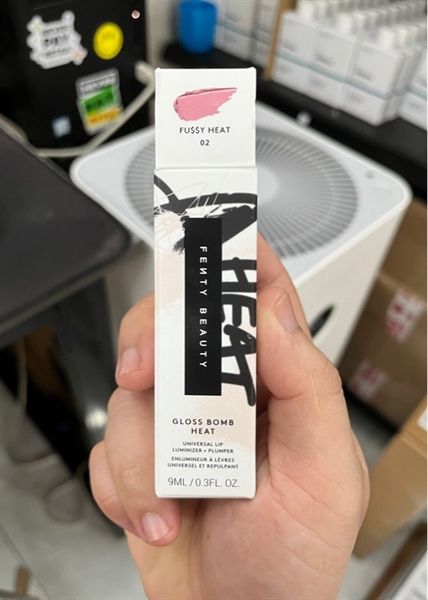 FU$$Y HEAT
02
HEAT
FEИTY BEAUTY
GLOSS BOMB
HEAT
UNIVERSAL LIP
LUMINIZER + PLUMPER
ENLUMINEUR À LÈVRES
UNIVERSEL ET REPULPANT
9ML / 0.3FL. OZ.